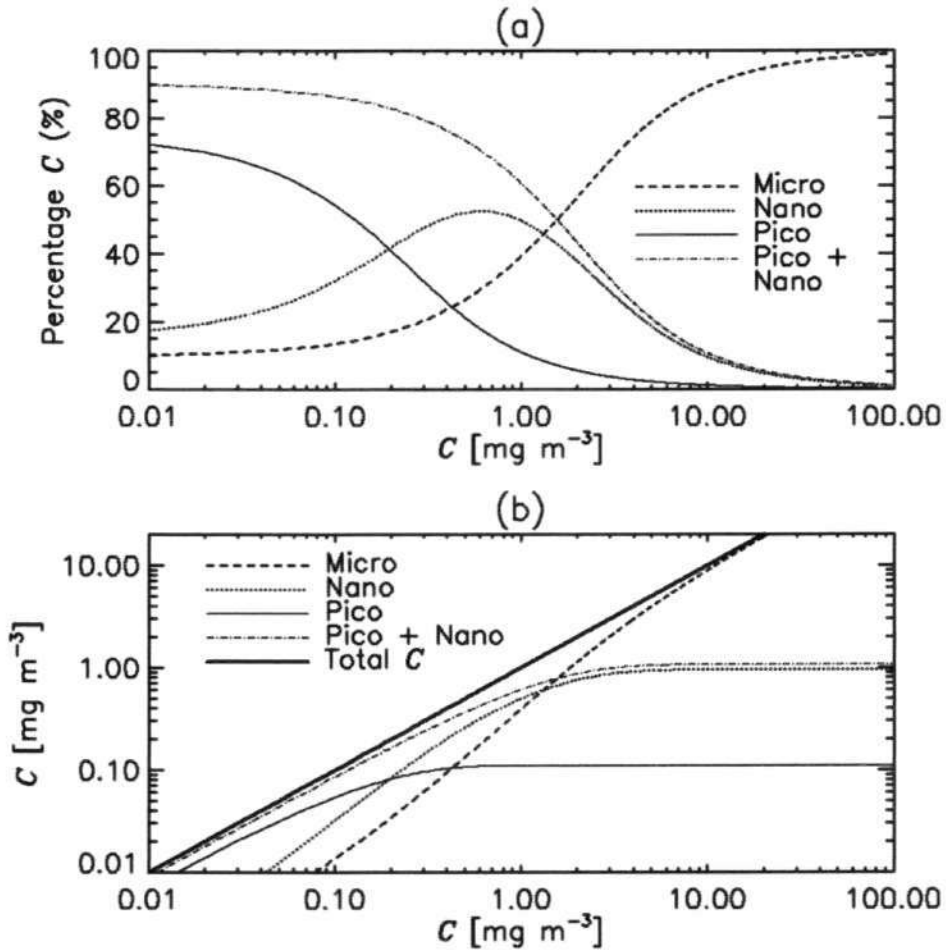 (a)
Percentage C (%)
100
80
60
40
20
0
Micro
Nano
Pico
Pico +
Nano
0.01 0.10 1.00 10.00 100.00
C [mg m⁻³]
(b)
C [mg m⁻³]
10.00
1.00
0.10
0.01
Micro
Nano
Pico
Pico + Nano
Total C
0.01 0.10 1.00 10.00 100.00
C [mg m⁻³]